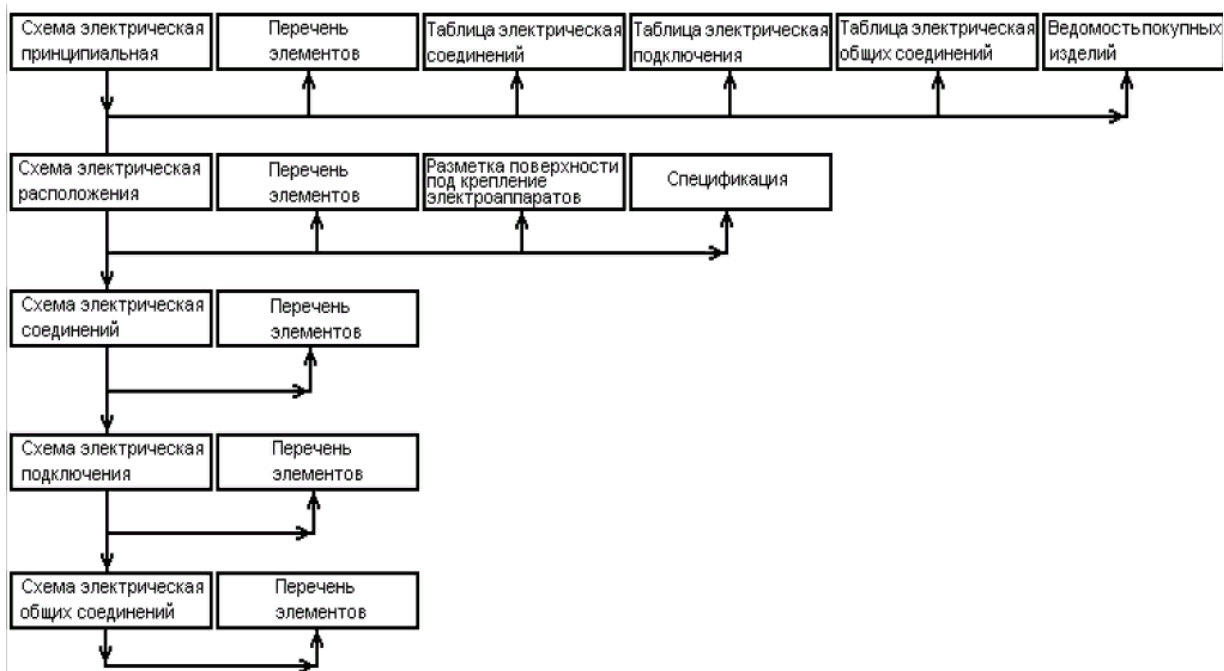 Схема электрическая
принципиальная
Перечень
элементов
Таблица электрическая
соединений
Таблица электрическая
подключения
Таблица электрическая
общих соединений
Ведомость покупных
изделий
Схема электрическая
расположения
Перечень
элементов
Разметка поверхности
под крепление
электроаппаратов
Спецификация
Схема электрическая
соединений
Перечень
элементов
Схема электрическая
подключения
Перечень
элементов
Схема электрическая
общих соединений
Перечень
элементов